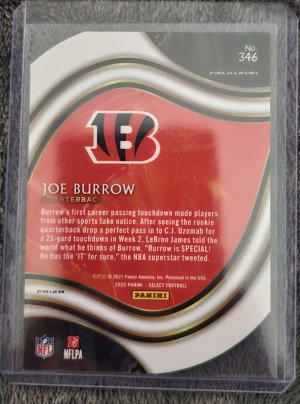 No.
346
FIELD LEVEL
B
JOE BURROW
QUARTERBACK
Burrow's first career passing touchdown made players
from other sports take notice. After seeing the rookie
quarterback drop a perfect pass in to C.J. Uzomah for
a 23-yard touchdown in Week 2, LeBron James told the
world what he thinks of Burrow. "Burrow is SPECIAL!
He has the 'IT' for sure," the NBA superstar tweeted.
© 2021 Panini America, Inc. Produced in the USA.
2020 PANINI - SELECT FOOTBALL
PANINI
PRIZM
NFL
NFLPA